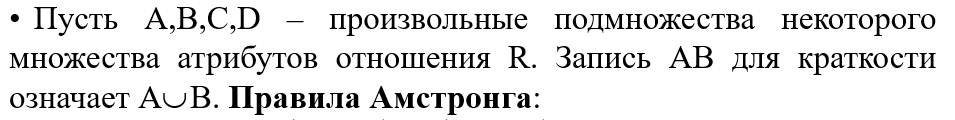 • Пусть A,B,C,D – произвольные подмножества некоторого
множества атрибутов отношения R. Запись AB для краткости
означает A∪B. Правила Амстронга: